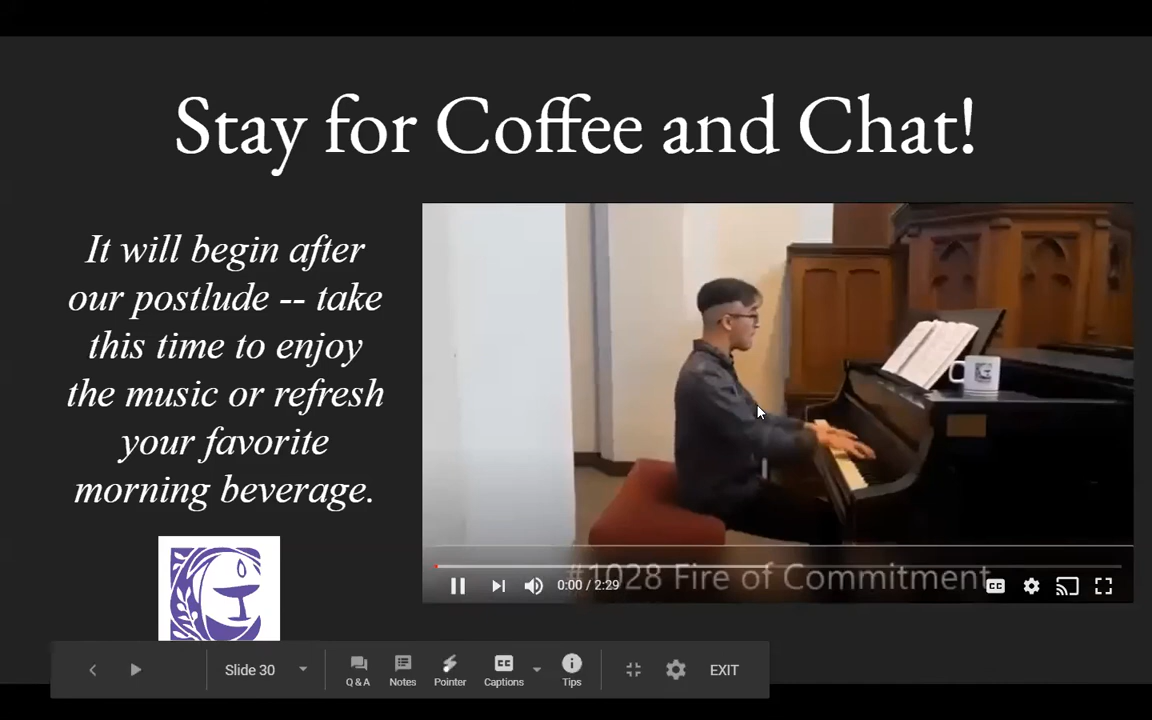 Stay for Coffee and Chat!
It will begin after
our postlude -- take
this time to enjoy
the music or refresh
your favorite
morning beverage.
#1028 Fire of Commitment
0:00 / 2:29
CC
Slide 30
Q & A
Notes
Pointer
CC
Captions
Tips
EXIT